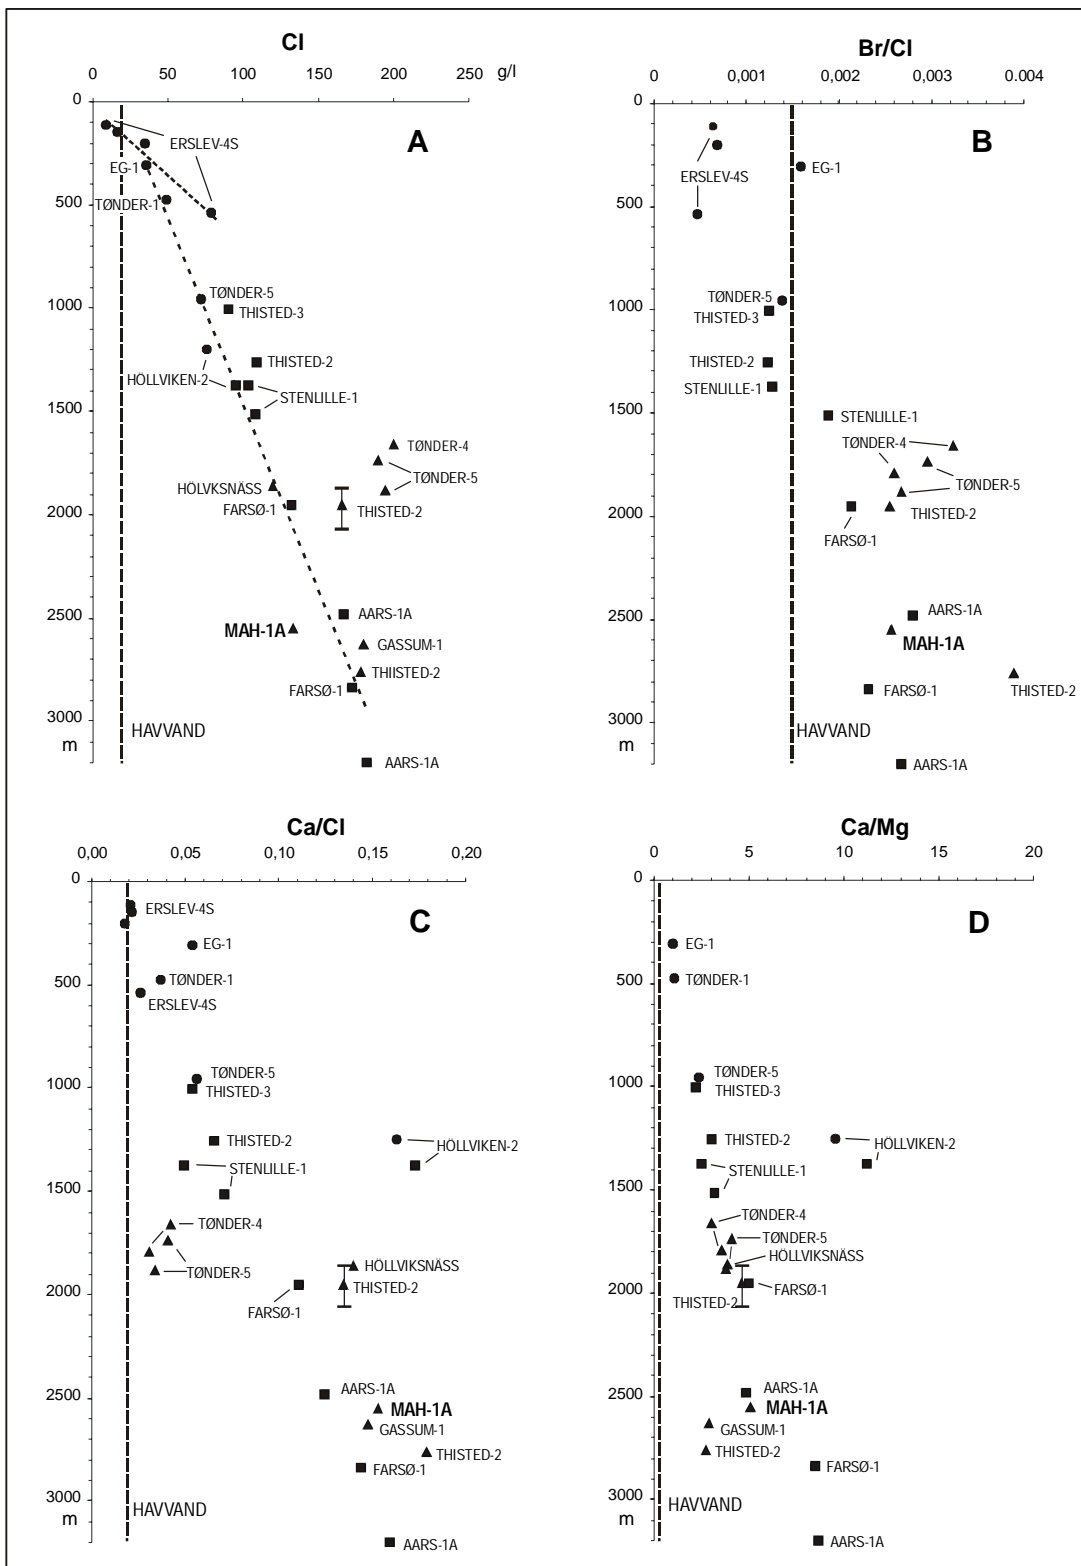 Cl
0 50 100 150 200 250 g/l
0
500
1000
1500
2000
2500
3000
m
A
ERSLEV-4S
EG-1
TØNDER-1
TØNDER-5
THISTED-3
THISTED-2
HÖLLVIKEN-2
STENLILLE-1
TØNDER-4
TØNDER-5
HÖLVKSNÄSS
FARSØ-1
THISTED-2
AARS-1A
MAH-1A
GASSUM-1
THIISTED-2
FARSØ-1
HAVVAND
AARS-1A
Br/Cl
0 0,001 0,002 0,003 0.004
0
500
1000
1500
2000
2500
3000
m
B
EG-1
ERSLEV-4S
TØNDER-5
THISTED-3
THISTED-2
STENLILLE-1
STENLILLE-1
TØNDER-4
TØNDER-5
THISTED-2
FARSØ-1
AARS-1A
MAH-1A
FARSØ-1
THISTED-2
HAVVAND
AARS-1A
Ca/Cl
0,00 0,05 0,10 0,15 0,20
0
500
1000
1500
2000
2500
3000
m
C
ERSLEV-4S
EG-1
TØNDER-1
ERSLEV-4S
TØNDER-5
THISTED-3
THISTED-2
HÖLLVIKEN-2
STENLILLE-1
TØNDER-4
TØNDER-5
HÖLLVIKSNÄSS
THISTED-2
FARSØ-1
AARS-1A
MAH-1A
GASSUM-1
THISTED-2
FARSØ-1
HAVVAND
AARS-1A
Ca/Mg
0 5 10 15 20
0
500
1000
1500
2000
2500
3000
m
D
EG-1
TØNDER-1
TØNDER-5
THISTED-3
THISTED-2
HÖLLVIKEN-2
STENLILLE-1
TØNDER-4
TØNDER-5
HÖLLVIKSNÄSS
FARSØ-1
THISTED-2
AARS-1A
MAH-1A
GASSUM-1
THISTED-2
FARSØ-1
HAVVAND
AARS-1A